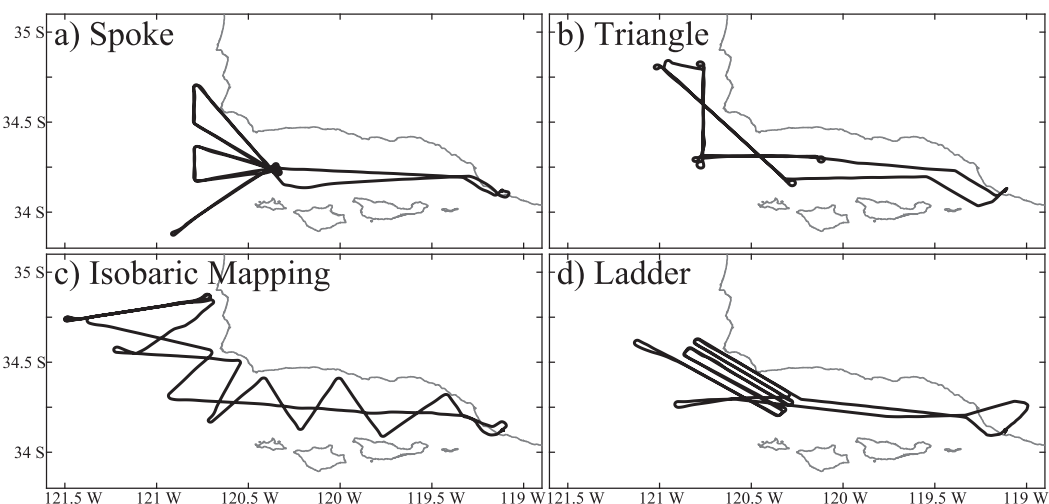 a) Spoke
b) Triangle
35 S
34.5 S
34 S
c) Isobaric Mapping
d) Ladder
35 S
34.5 S
34 S
121.5 W 121 W 120.5 W 120 W 119.5 W 119 W 121.5 W 121 W 120.5 W 120 W 119.5 W 119 W